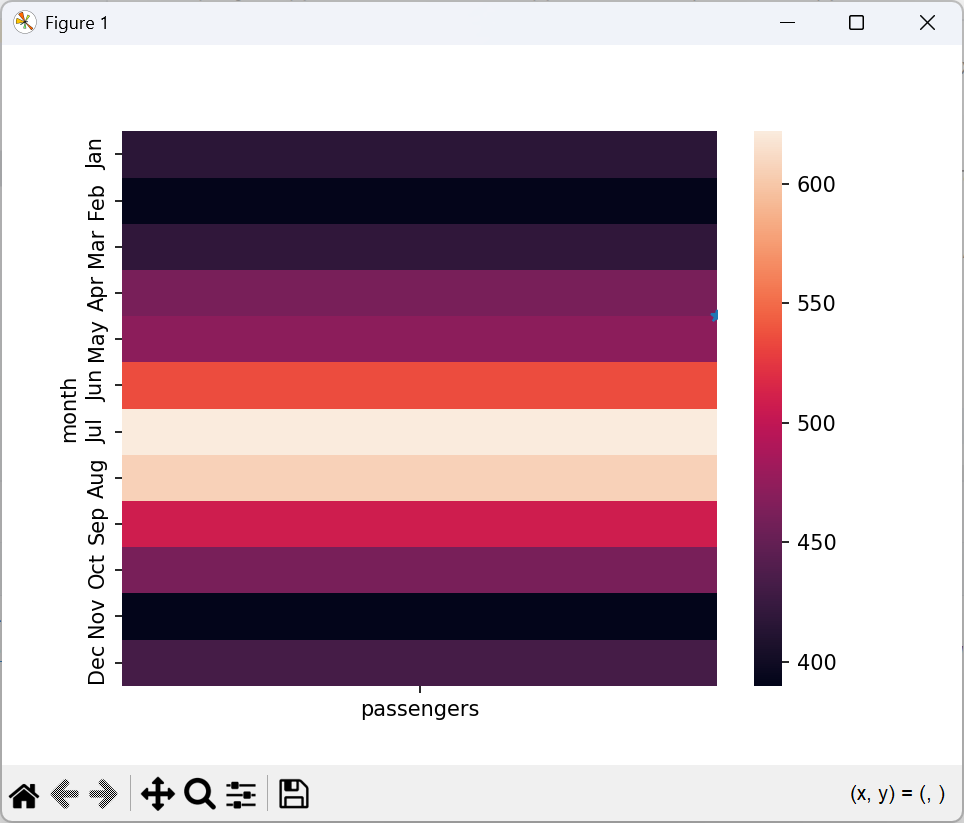 Figure 1
Jan
Feb
Mar
Apr
May
Jun
Jul
Aug
Sep
Oct
Nov
Dec
month
passengers
600
550
500
450
400
(x, y) = (, )